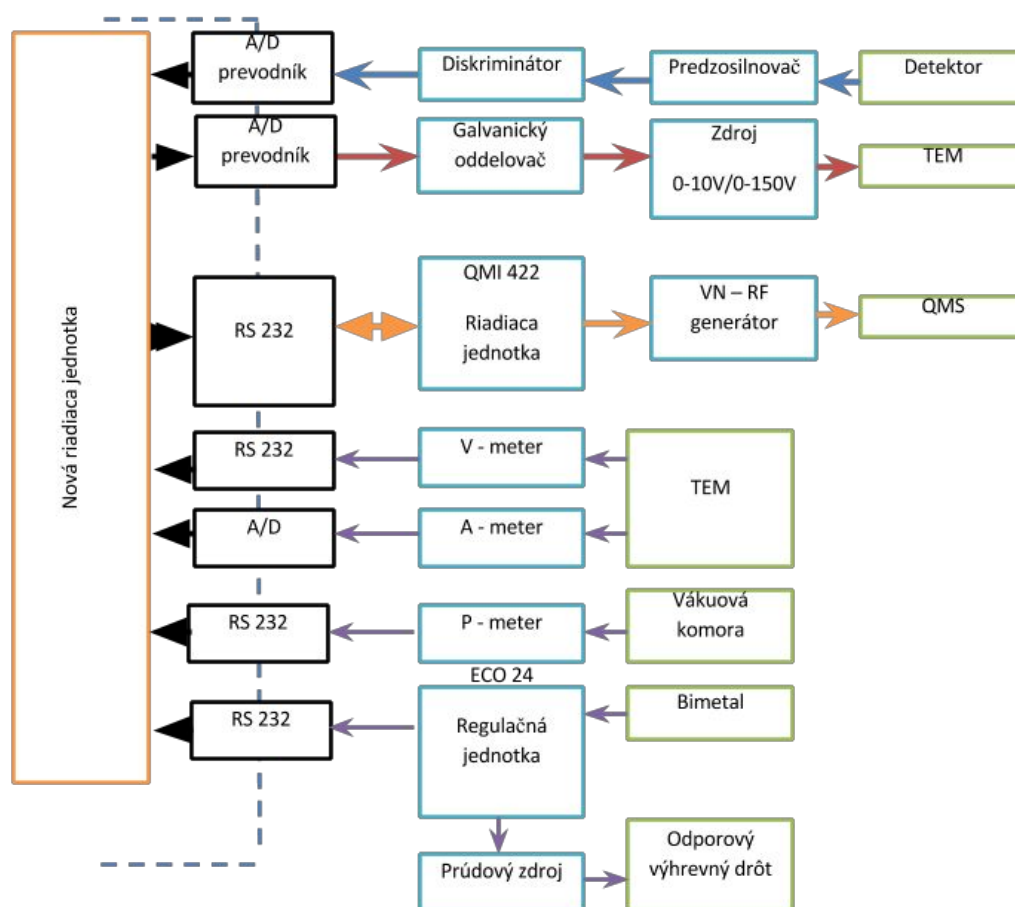 A/D
prevodník
Diskriminátor
Predzosilnovač
Detektor
A/D
prevodník
Galvanický
oddelovač
Zdroj
0-10V/0-150V
TEM
Nová riadiaca jednotka
RS 232
QMI 422
Riadiaca
jednotka
VN – RF
generátor
QMS
RS 232
V - meter
TEM
A/D
A - meter
RS 232
P - meter
Vákuová
komora
RS 232
ECO 24
Regulačná
jednotka
Bimetal
Prúdový zdroj
Odporový
výhrevný drôt